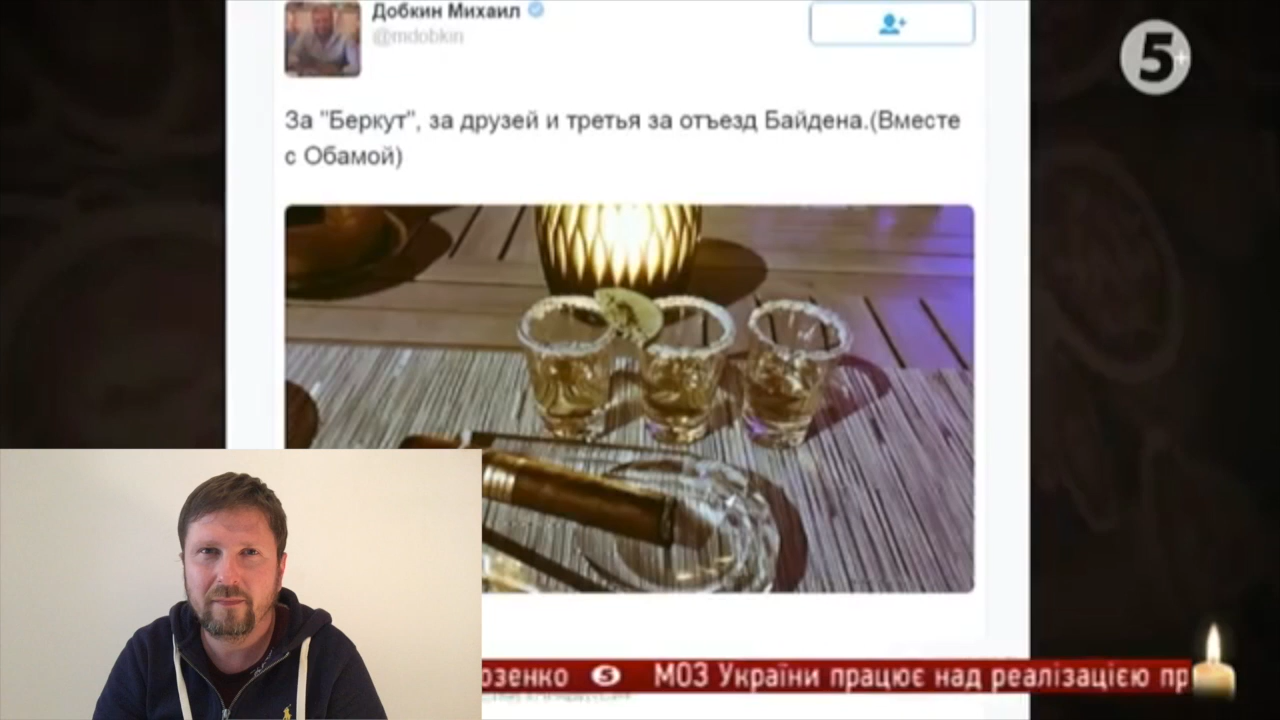 Добкин Михаил
@mdobkin
5
За "Беркут", за друзей и третья за отъезд Байдена.(Вместе
с Обамой)
озенко 5 МОЗ України працює над реалізацією пр